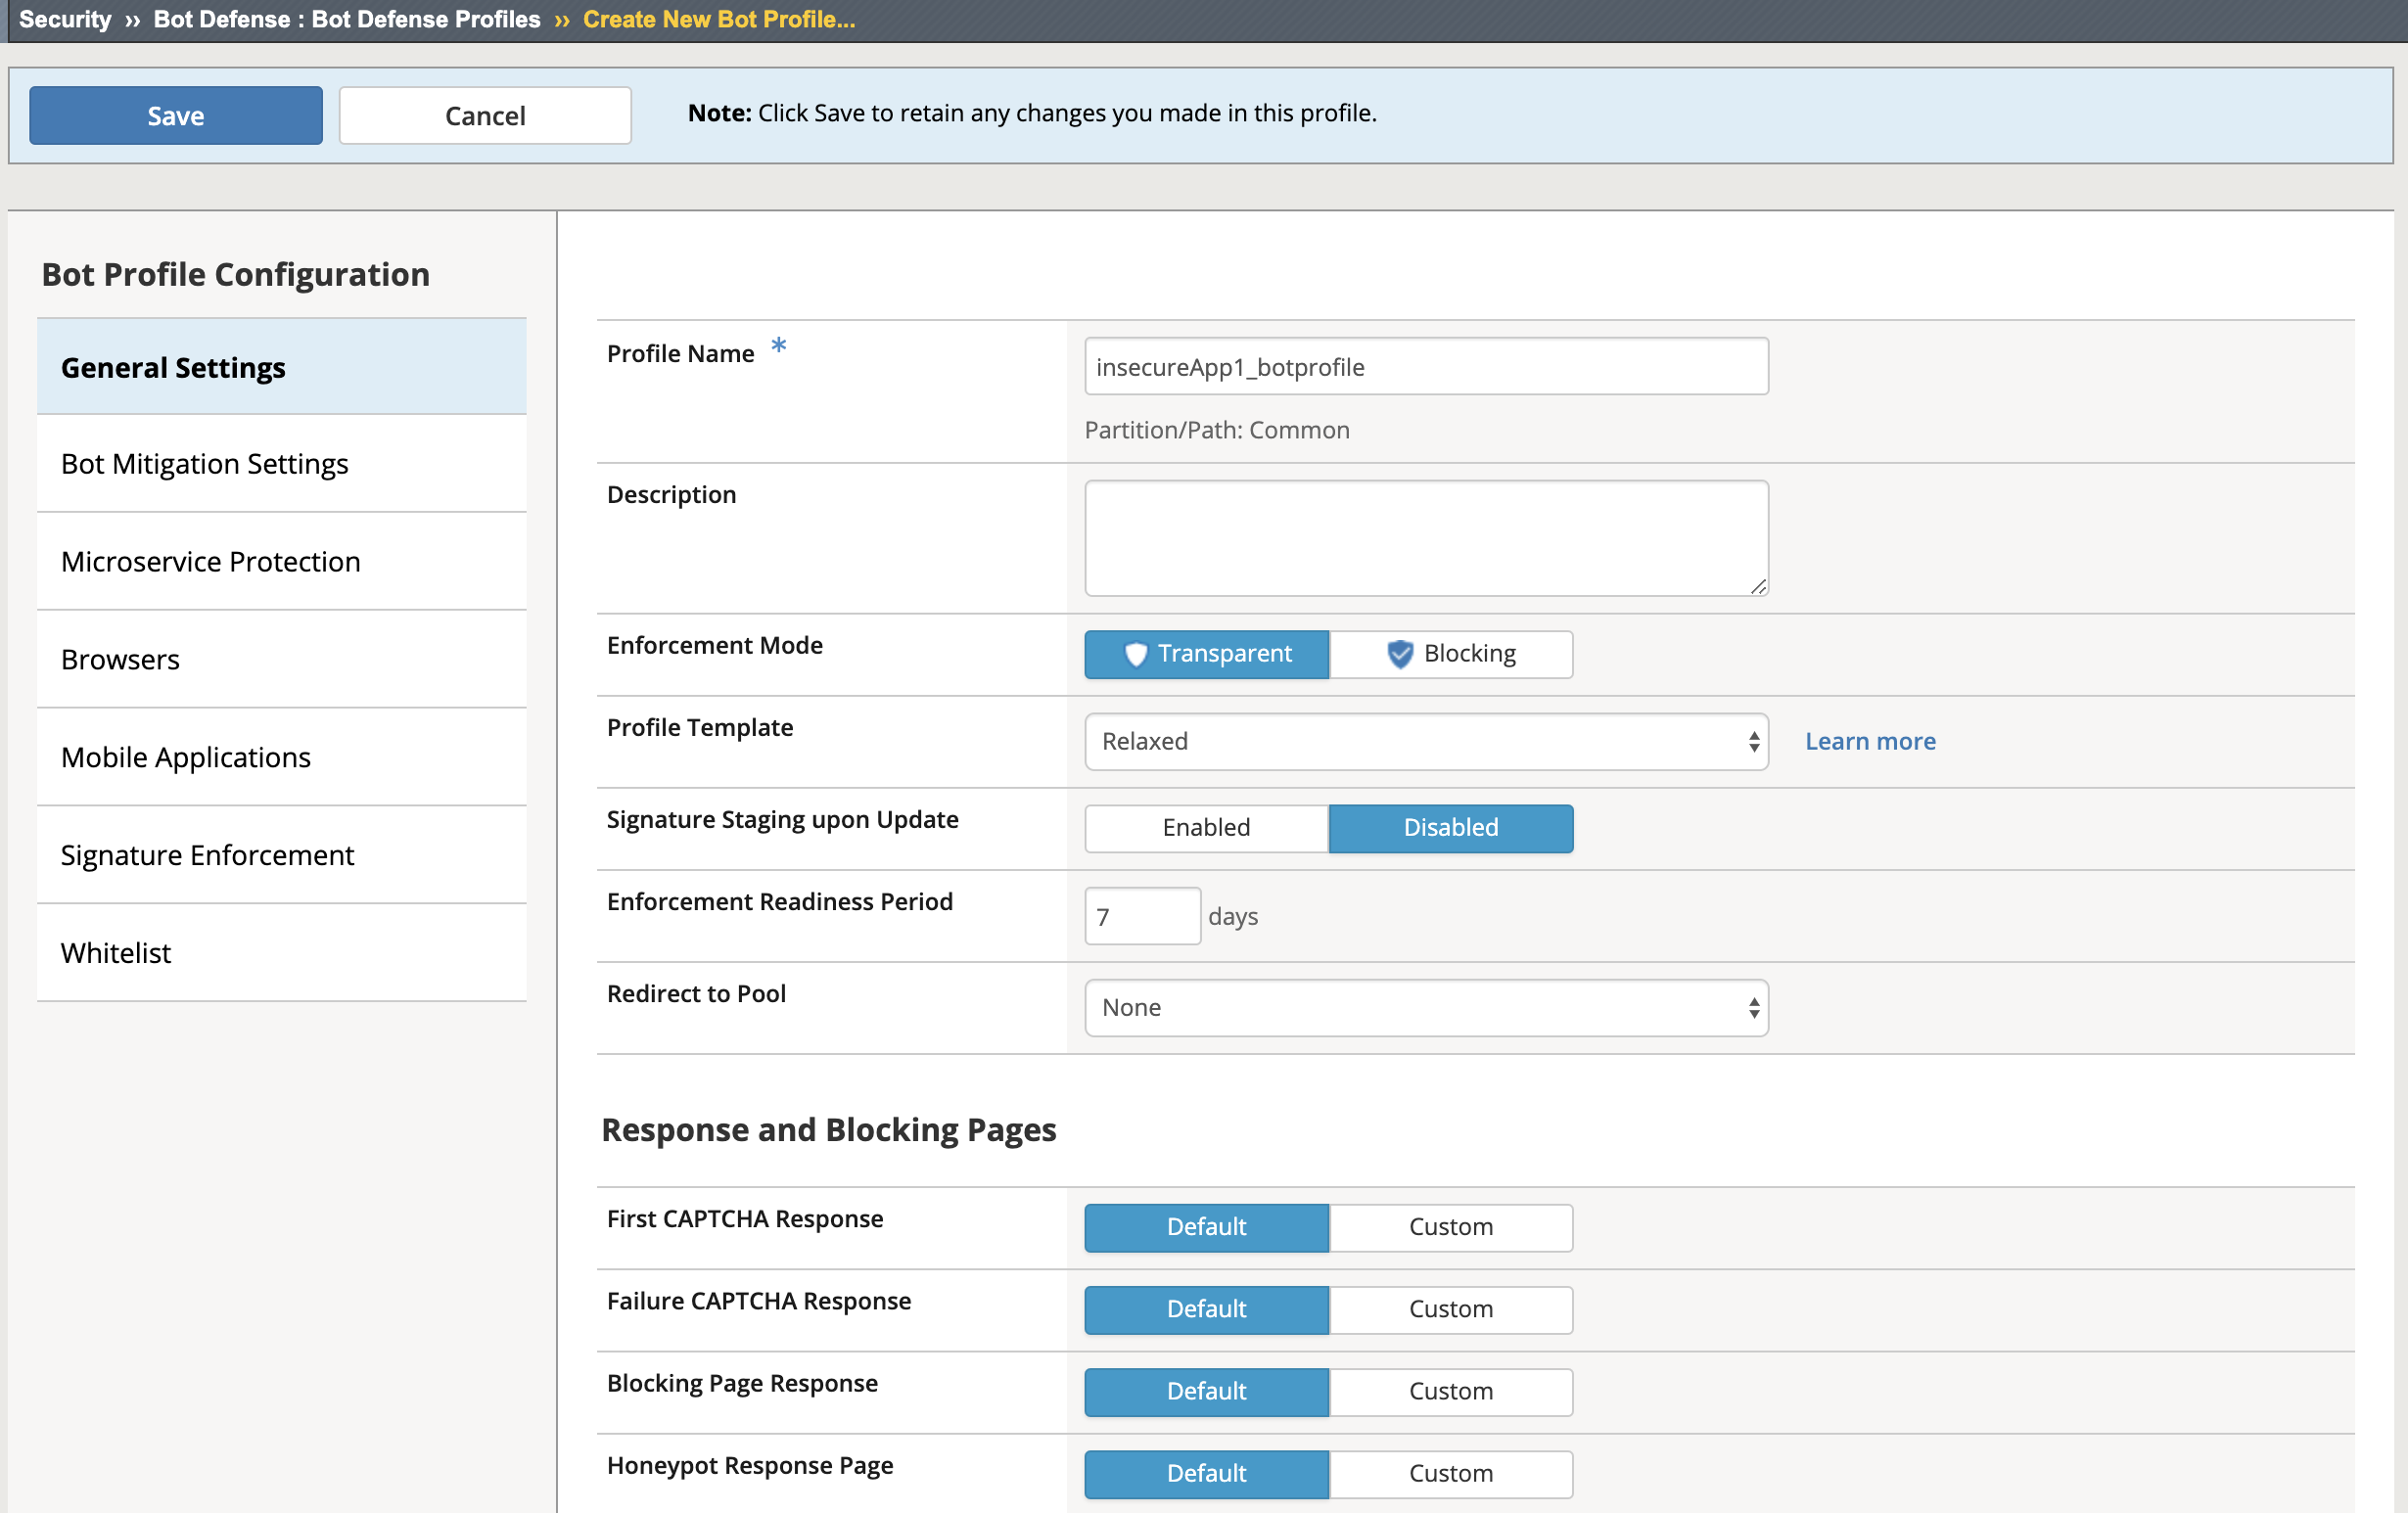 Security ›› Bot Defense : Bot Defense Profiles ›› Create New Bot Profile...
Save
Cancel
Note: Click Save to retain any changes you made in this profile.
Bot Profile Configuration
General Settings
Bot Mitigation Settings
Microservice Protection
Browsers
Mobile Applications
Signature Enforcement
Whitelist
Profile Name *
insecureApp1_botprofile
Partition/Path: Common
Description
Enforcement Mode
Transparent
Blocking
Profile Template
Relaxed
Learn more
Signature Staging upon Update
Enabled
Disabled
Enforcement Readiness Period
7 days
Redirect to Pool
None
Response and Blocking Pages
First CAPTCHA Response
Default
Custom
Failure CAPTCHA Response
Default
Custom
Blocking Page Response
Default
Custom
Honeypot Response Page
Default
Custom